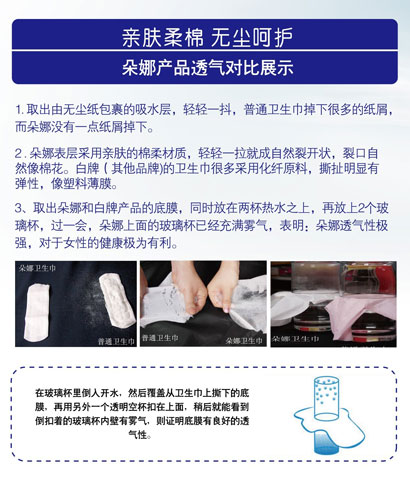 亲肤柔棉 无尘呵护
朵娜产品透气对比展示
1. 取出由无尘纸包裹的吸水层，轻轻一抖，普通卫生巾掉下很多的纸屑，
而朵娜没有一点纸屑掉下。
2 . 朵娜表层采用亲肤的棉柔材质，轻轻一拉就成自然裂开状，裂口自
然像棉花。白牌（其他品牌)的卫生巾很多采用化纤原料，撕扯明显有
弹性，像塑料薄膜。
3、取出朵娜和白牌产品的底膜，同时放在两杯热水之上，再放上2个玻
璃杯，过一会，朵娜上面的玻璃杯已经充满雾气，表明；朵娜透气性极
强，对于女性的健康极为有利。
朵娜卫生巾
普通卫生巾
普通卫生巾
朵娜卫生巾
朵娜卫生巾
普通卫生巾
在玻璃杯里倒入开水，然后覆盖从卫生巾上撕下的底
膜，再用另外一个透明空杯扣在上面，稍后就能看到
倒扣着的玻璃杯内壁有雾气，则证明底膜有良好的透
气性。